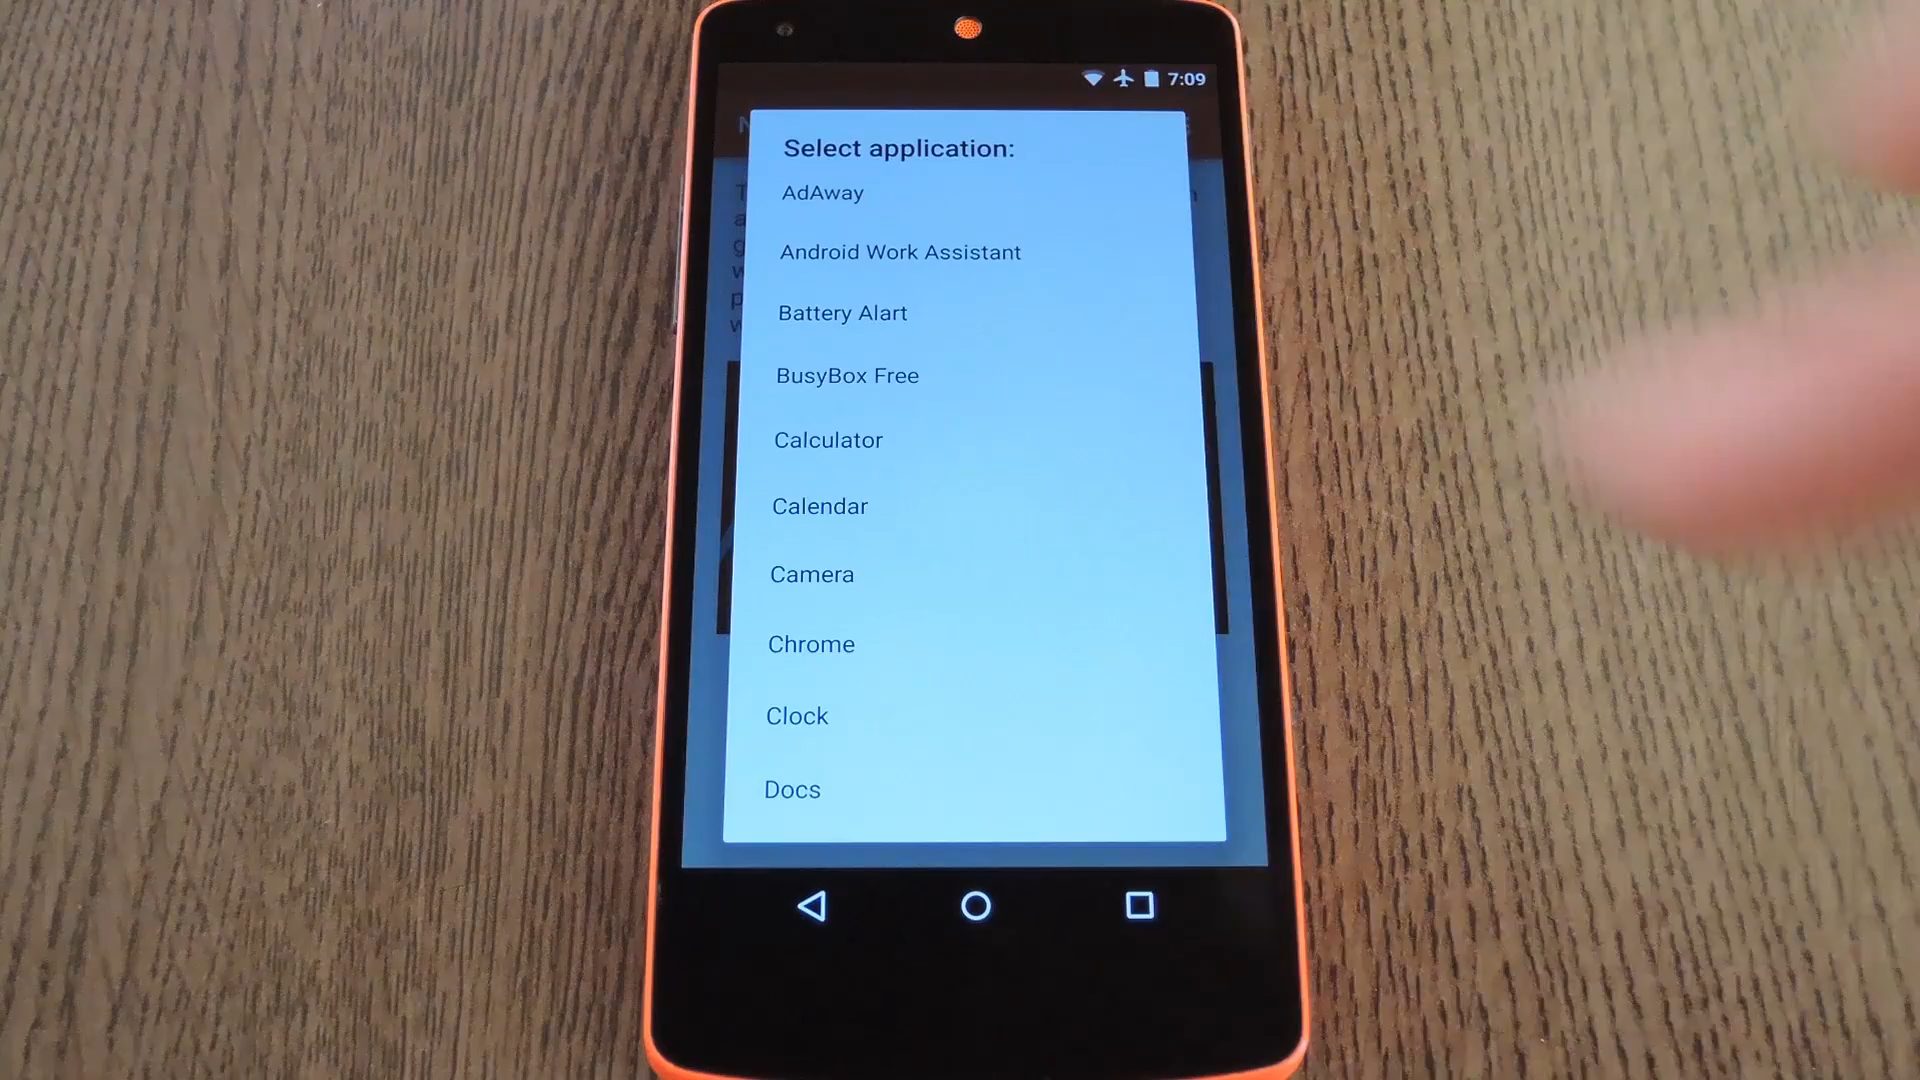 7:09
Select application:
AdAway
Android Work Assistant
Battery Alart
BusyBox Free
Calculator
Calendar
Camera
Chrome
Clock
Docs